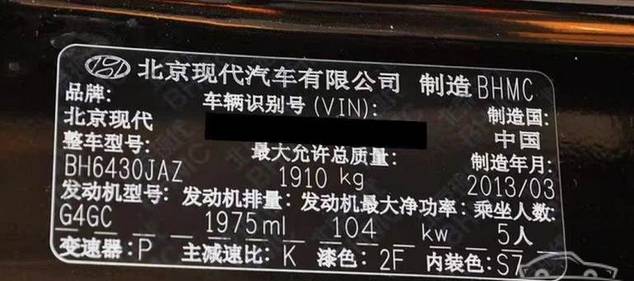 北京现代汽车有限公司 制造 BHMC
品牌: 车辆识别号(VIN): 制造国:
北京现代 中国
整车型号: 最大允许总质量: 制造年月:
BH6430JAZ 1910 kg 2013/03
发动机型号: 发动机排量: 发动机最大净功率: 乘坐人数:
G4GC 1975ml 104 kw 5人
变速器: P 主减速比: K 漆色: 2F 内装色: S7